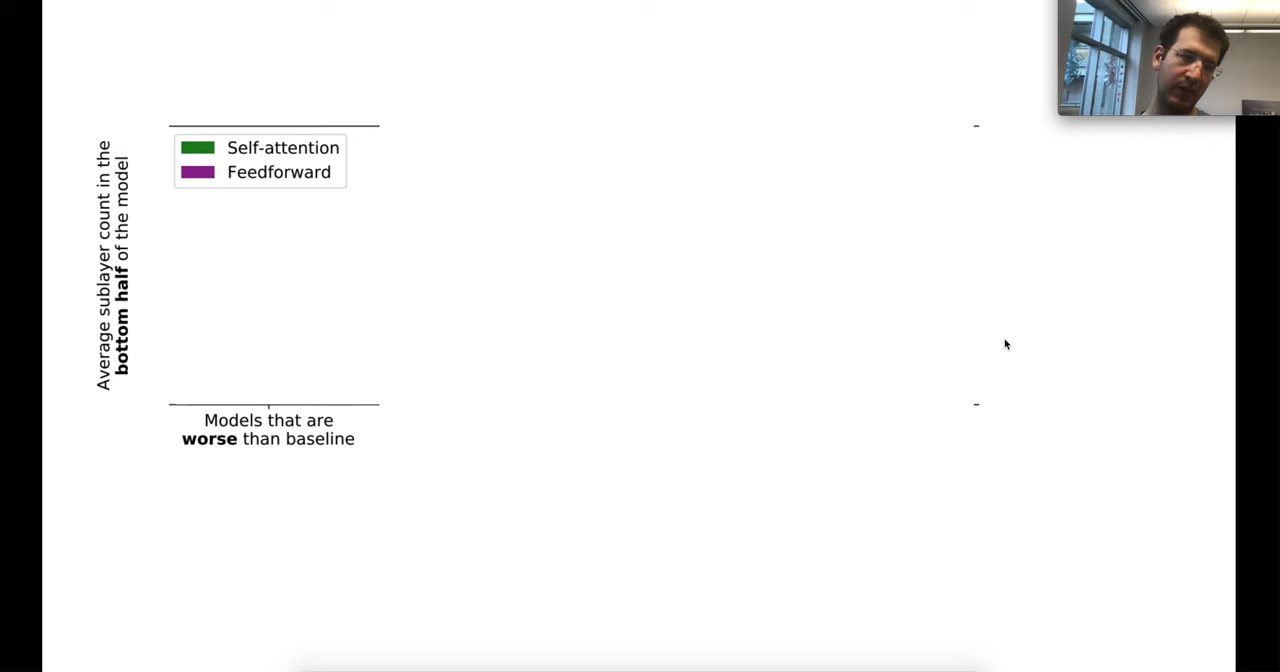 Average sublayer count in the
bottom half of the model
Self-attention
Feedforward
Models that are
worse than baseline